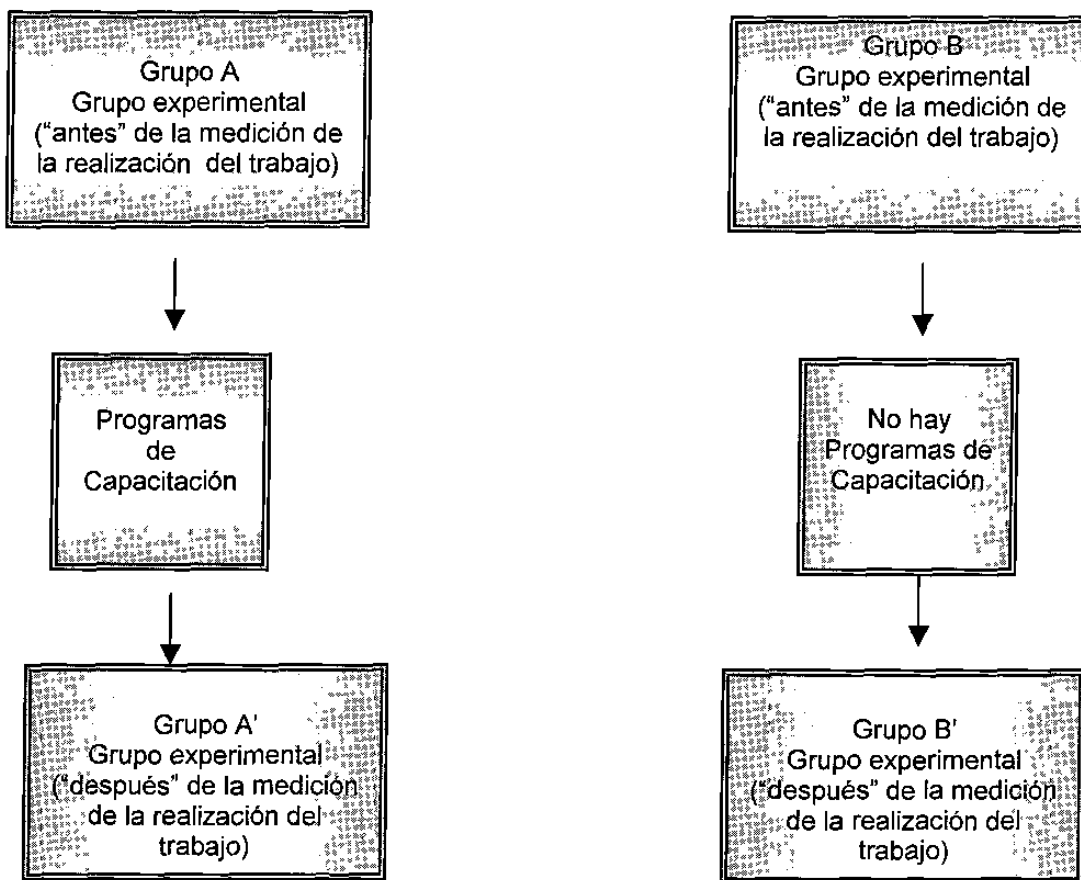 Grupo A
Grupo experimental
(“antes” de la medición de
la realización del trabajo)
Grupo B
Grupo experimental
(“antes” de la medición de
la realización del trabajo)
Programas
de
Capacitación
No hay
Programas de
Capacitación
Grupo A'
Grupo experimental
(“después” de la medición
de la realización del
trabajo)
Grupo B'
Grupo experimental
(“después” de la medición
de la realización del
trabajo)